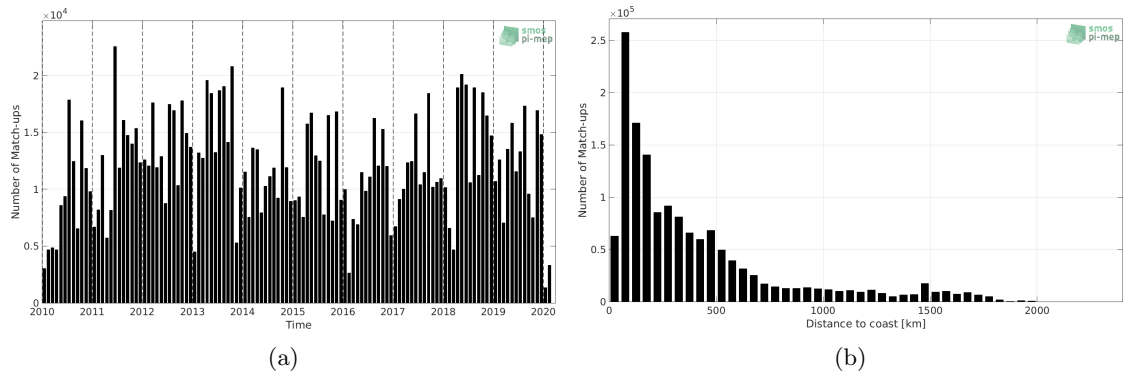 ×10⁴
smos
pi-mep
2
1.5
1
0.5
0
Number of Match-ups
2010 2011 2012 2013 2014 2015 2016 2017 2018 2019 2020
Time
(a)
×10⁵
smos
pi-mep
2.5
2
1.5
1
0.5
0
Number of Match-ups
0 500 1000 1500 2000
Distance to coast [km]
(b)